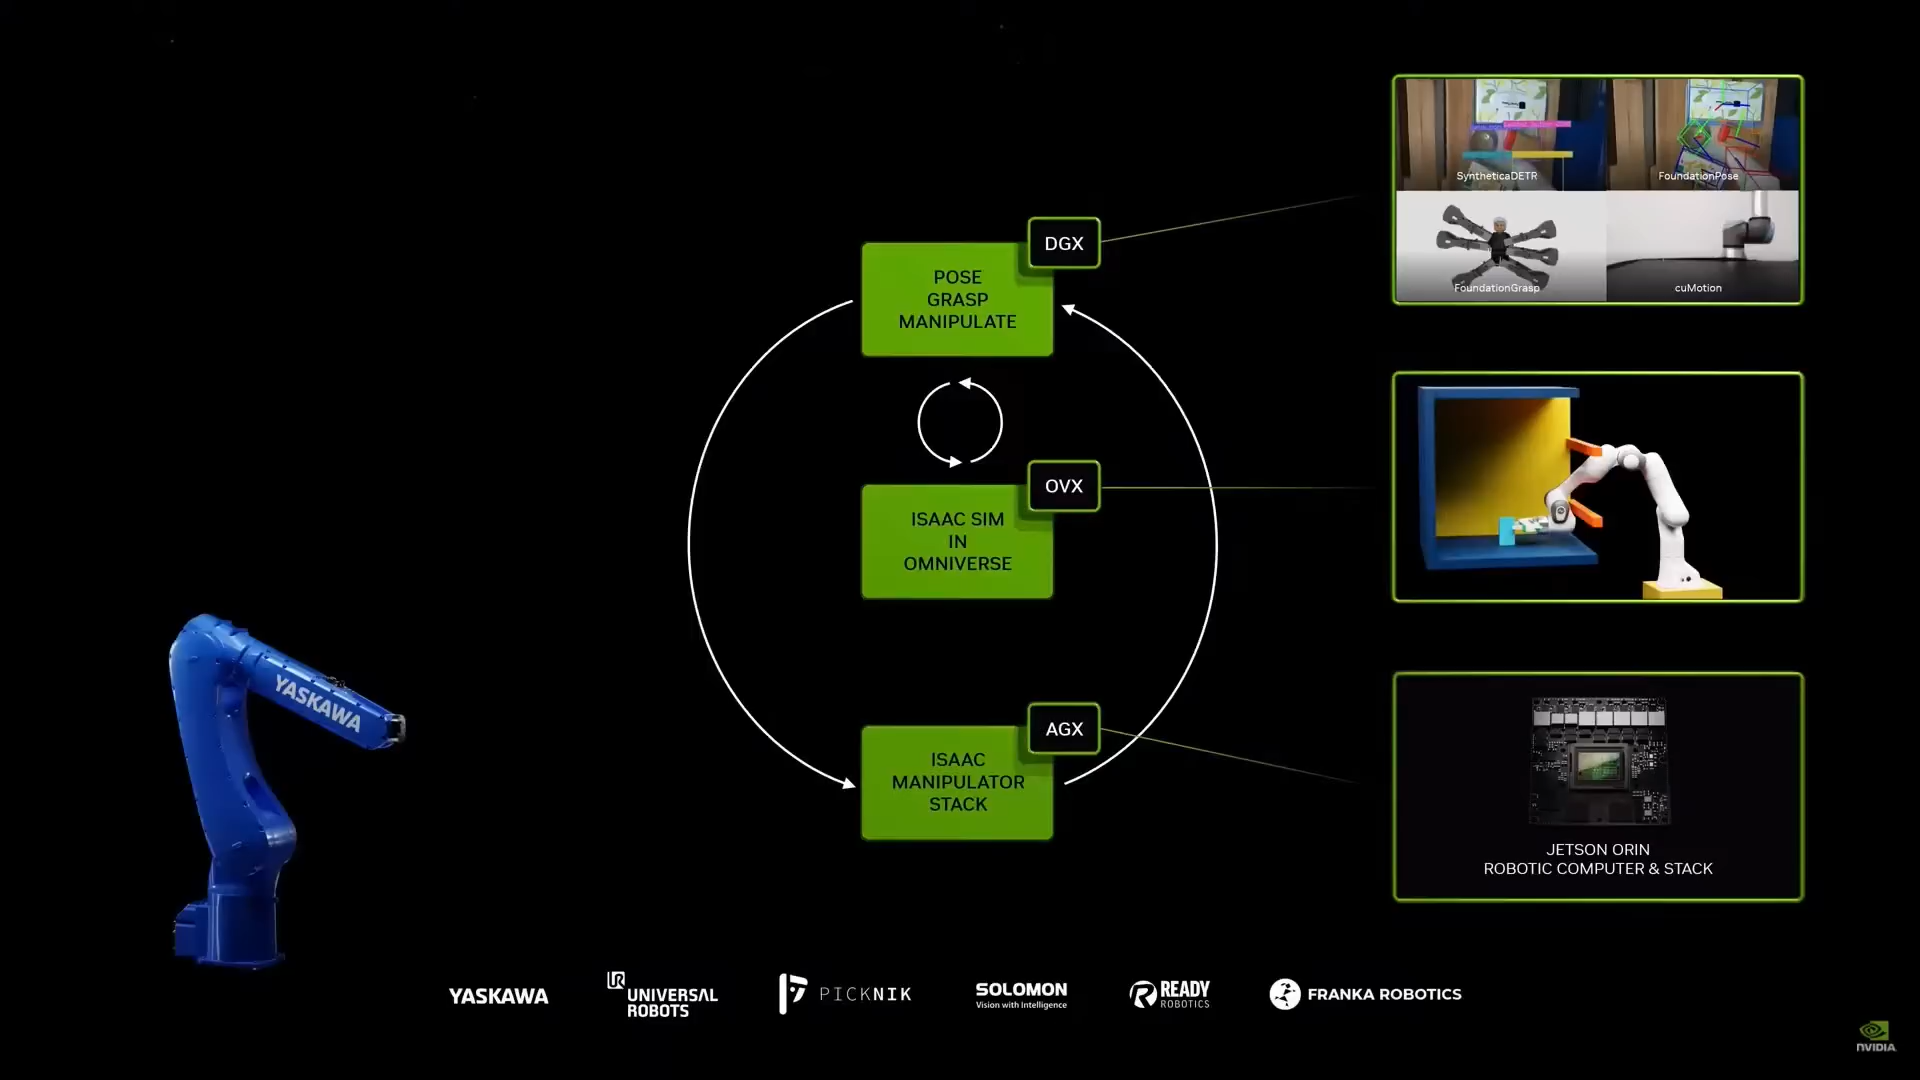 DGX
POSE
GRASP
MANIPULATE
SyntheticaDETR
FoundationPose
FoundationGrasp
cuMotion
OVX
ISAAC SIM
IN
OMNIVERSE
AGX
ISAAC
MANIPULATOR
STACK
JETSON ORIN
ROBOTIC COMPUTER & STACK
YASKAWA
YASKAWA
UR
UNIVERSAL
ROBOTS
PICKNIK
SOLOMON
Vision with Intelligence
READY
ROBOTICS
FRANKA ROBOTICS
NVIDIA